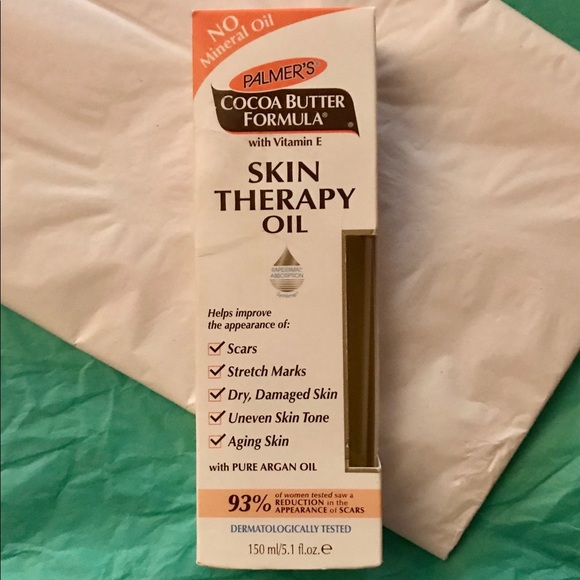 NO
Mineral Oil
PALMER'S
COCOA BUTTER
FORMULA®
with Vitamin E
SKIN
THERAPY
OIL
ABSORPTION
Helps improve
the appearance of:
Scars
Stretch Marks
Dry, Damaged Skin
Uneven Skin Tone
Aging Skin
with PURE ARGAN OIL
93% of women tested saw a
REDUCTION in the
APPEARANCE of SCARS
DERMATOLOGICALLY TESTED
150 ml/5.1 fl.oz.℮